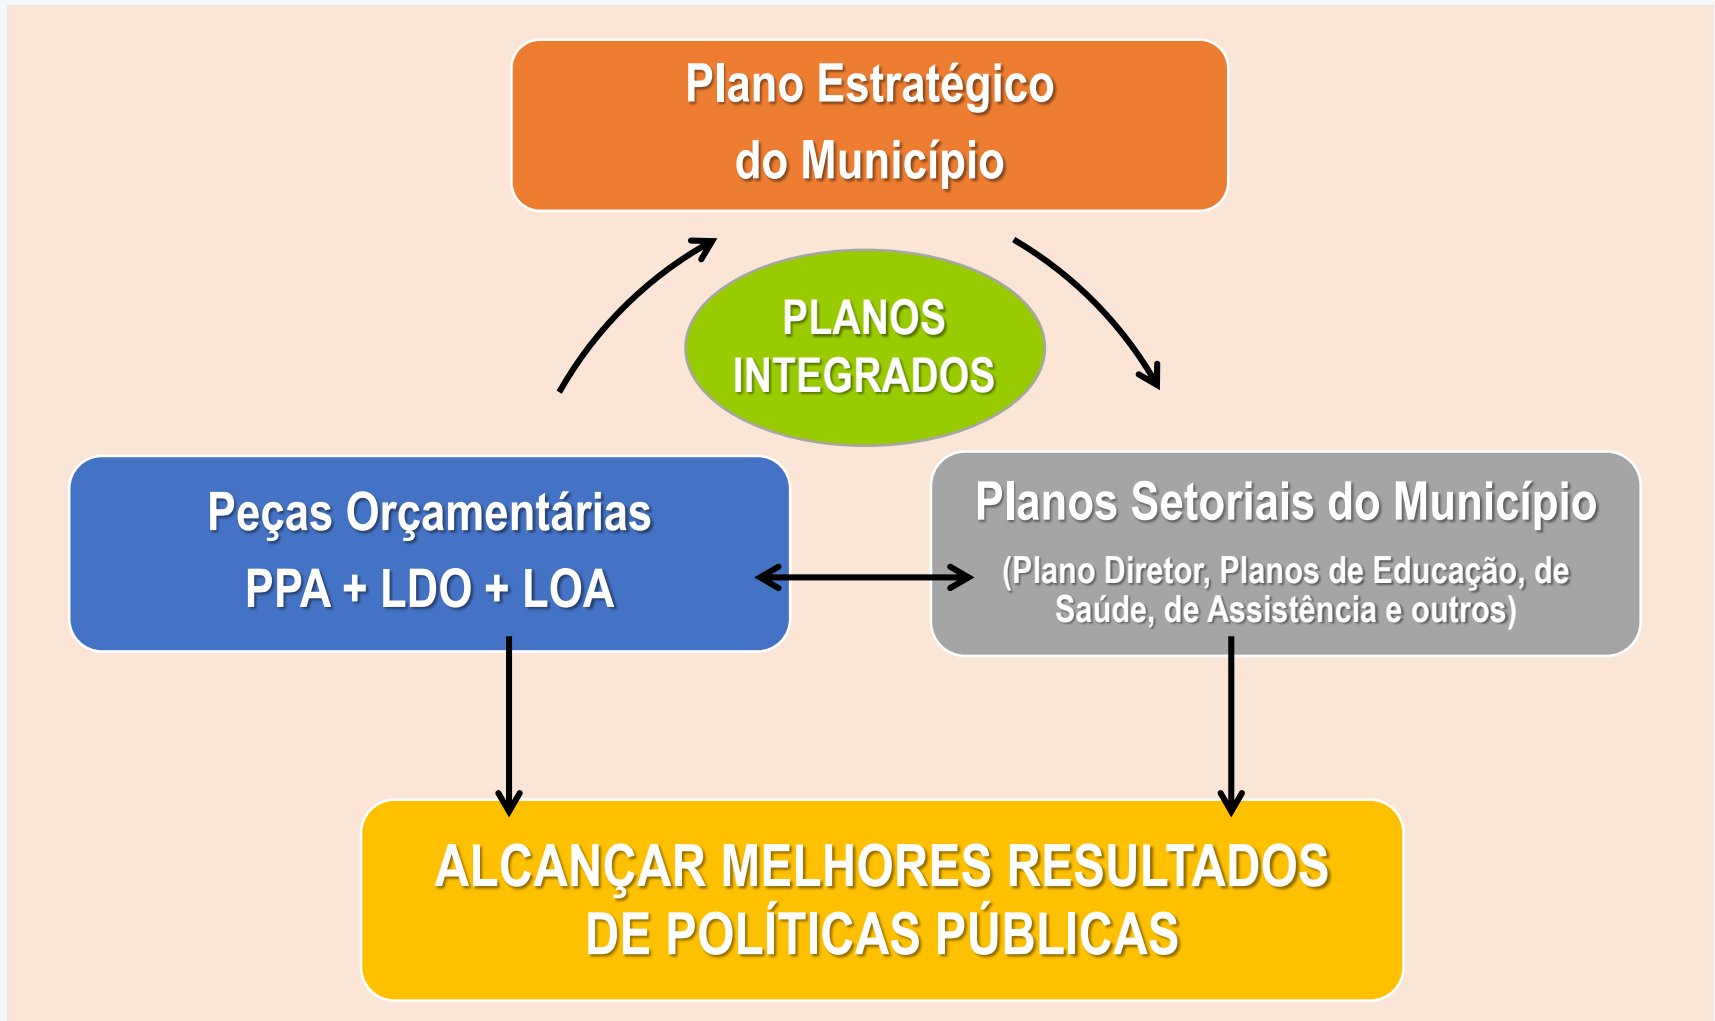 Plano Estratégico
do Município
PLANOS
INTEGRADOS
Peças Orçamentárias
PPA + LDO + LOA
Planos Setoriais do Município
(Plano Diretor, Planos de Educação, de
Saúde, de Assistência e outros)
ALCANÇAR MELHORES RESULTADOS
DE POLÍTICAS PÚBLICAS